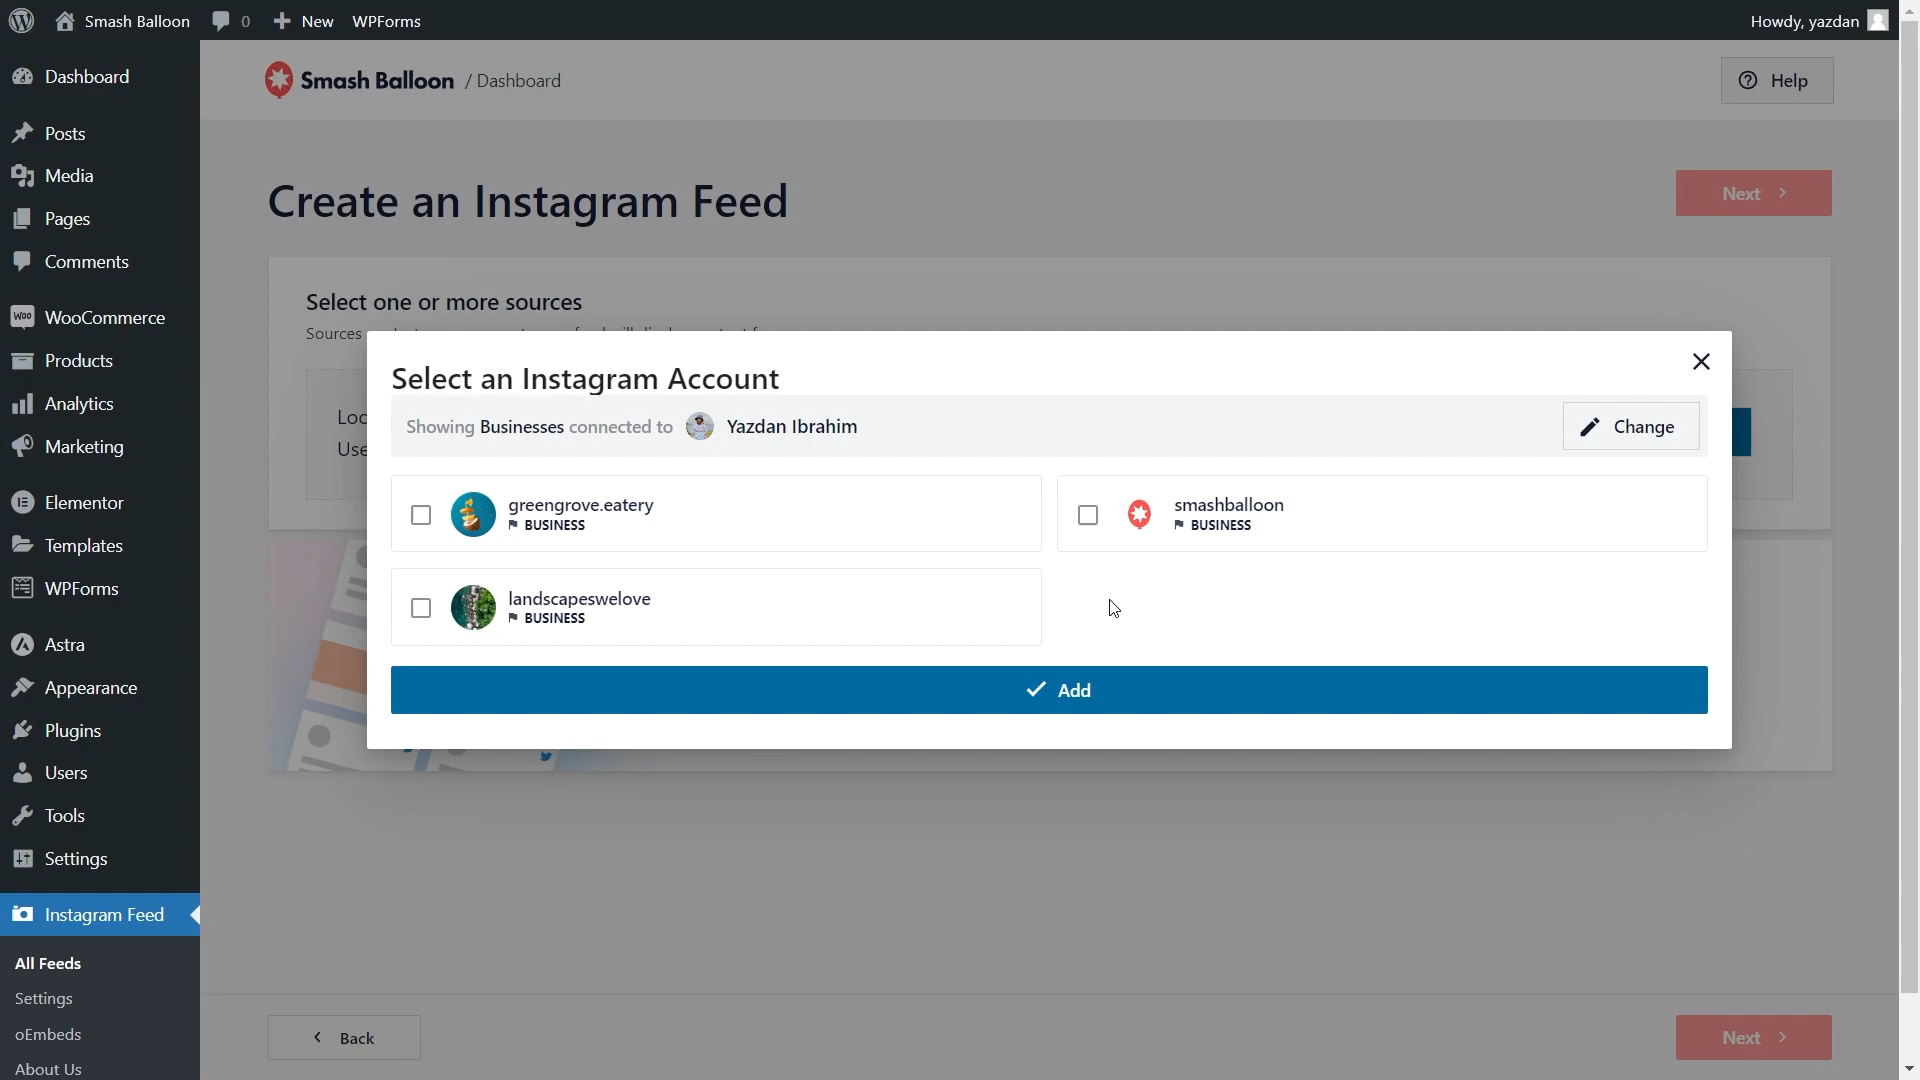 Smash Balloon 0 New WPForms Howdy, yazdan
Dashboard
Posts
Media
Pages
Comments
WooCommerce
Products
Analytics
Marketing
Elementor
Templates
WPForms
Astra
Appearance
Plugins
Users
Tools
Settings
Instagram Feed
All Feeds
Settings
oEmbeds
About Us
Smash Balloon / Dashboard
Help
Create an Instagram Feed
Next
Select one or more sources
Sources
Select an Instagram Account
Showing Businesses connected to Yazdan Ibrahim
Change
greengrove.eatery
BUSINESS
smashballoon
BUSINESS
landscapeswelove
BUSINESS
Add
Back
Next